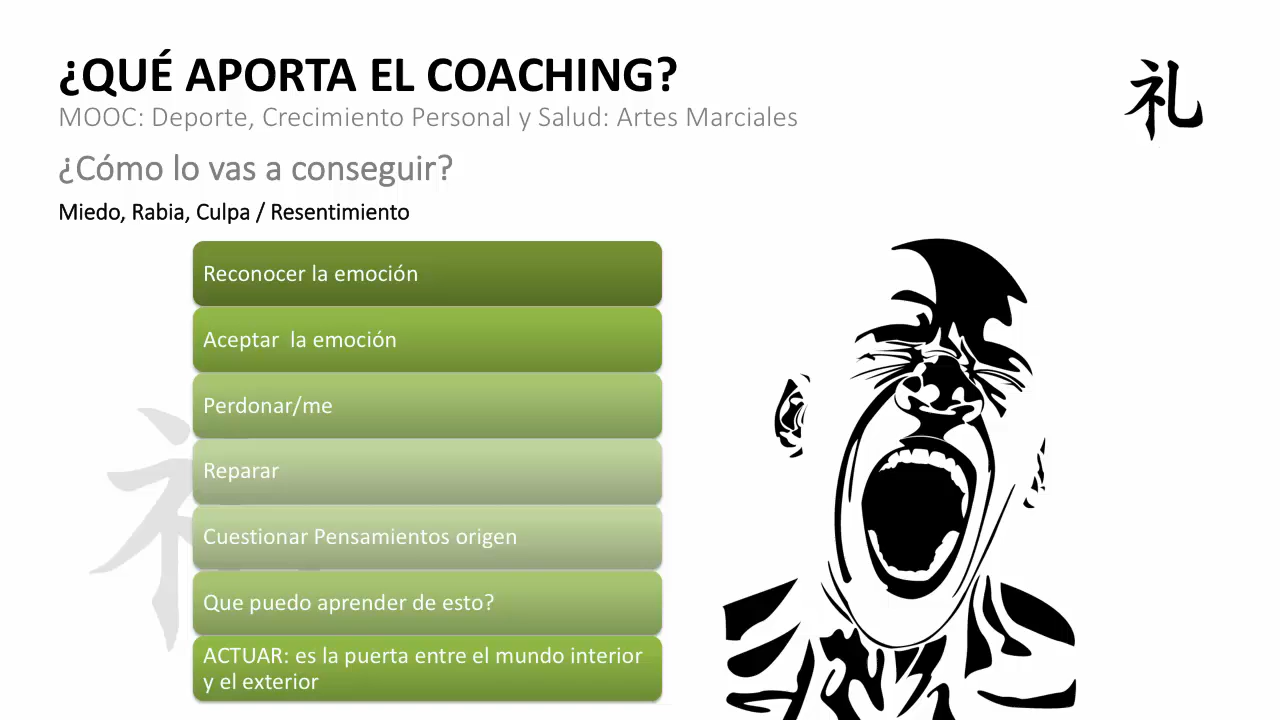 ¿QUÉ APORTA EL COACHING?
MOOC: Deporte, Crecimiento Personal y Salud: Artes Marciales
礼
¿Cómo lo vas a conseguir?
Miedo, Rabia, Culpa / Resentimiento
Reconocer la emoción
Aceptar  la emoción
Perdonar/me
Reparar
Cuestionar Pensamientos origen
Que puedo aprender de esto?
ACTUAR: es la puerta entre el mundo interior
y el exterior